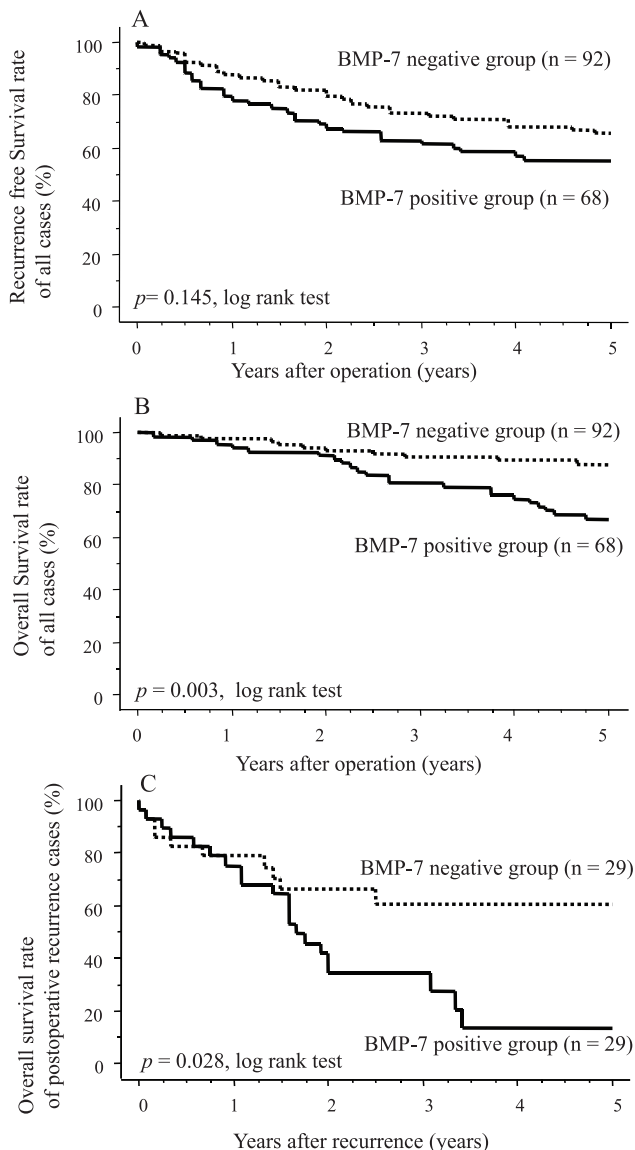 A
Recurrence free Survival rate
of all cases (%)
100
80
60
40
20
0
BMP-7 negative group (n = 92)
BMP-7 positive group (n = 68)
p= 0.145, log rank test
0 1 2 3 4 5
Years after operation (years)
B
Overall Survival rate
of all cases (%)
100
80
60
40
20
0
BMP-7 negative group (n = 92)
BMP-7 positive group (n = 68)
p = 0.003, log rank test
0 1 2 3 4 5
Years after operation (years)
C
Overall survival rate
of postoperative recurrence cases (%)
100
80
60
40
20
0
BMP-7 negative group (n = 29)
BMP-7 positive group (n = 29)
p = 0.028, log rank test
0 1 2 3 4 5
Years after recurrence (years)